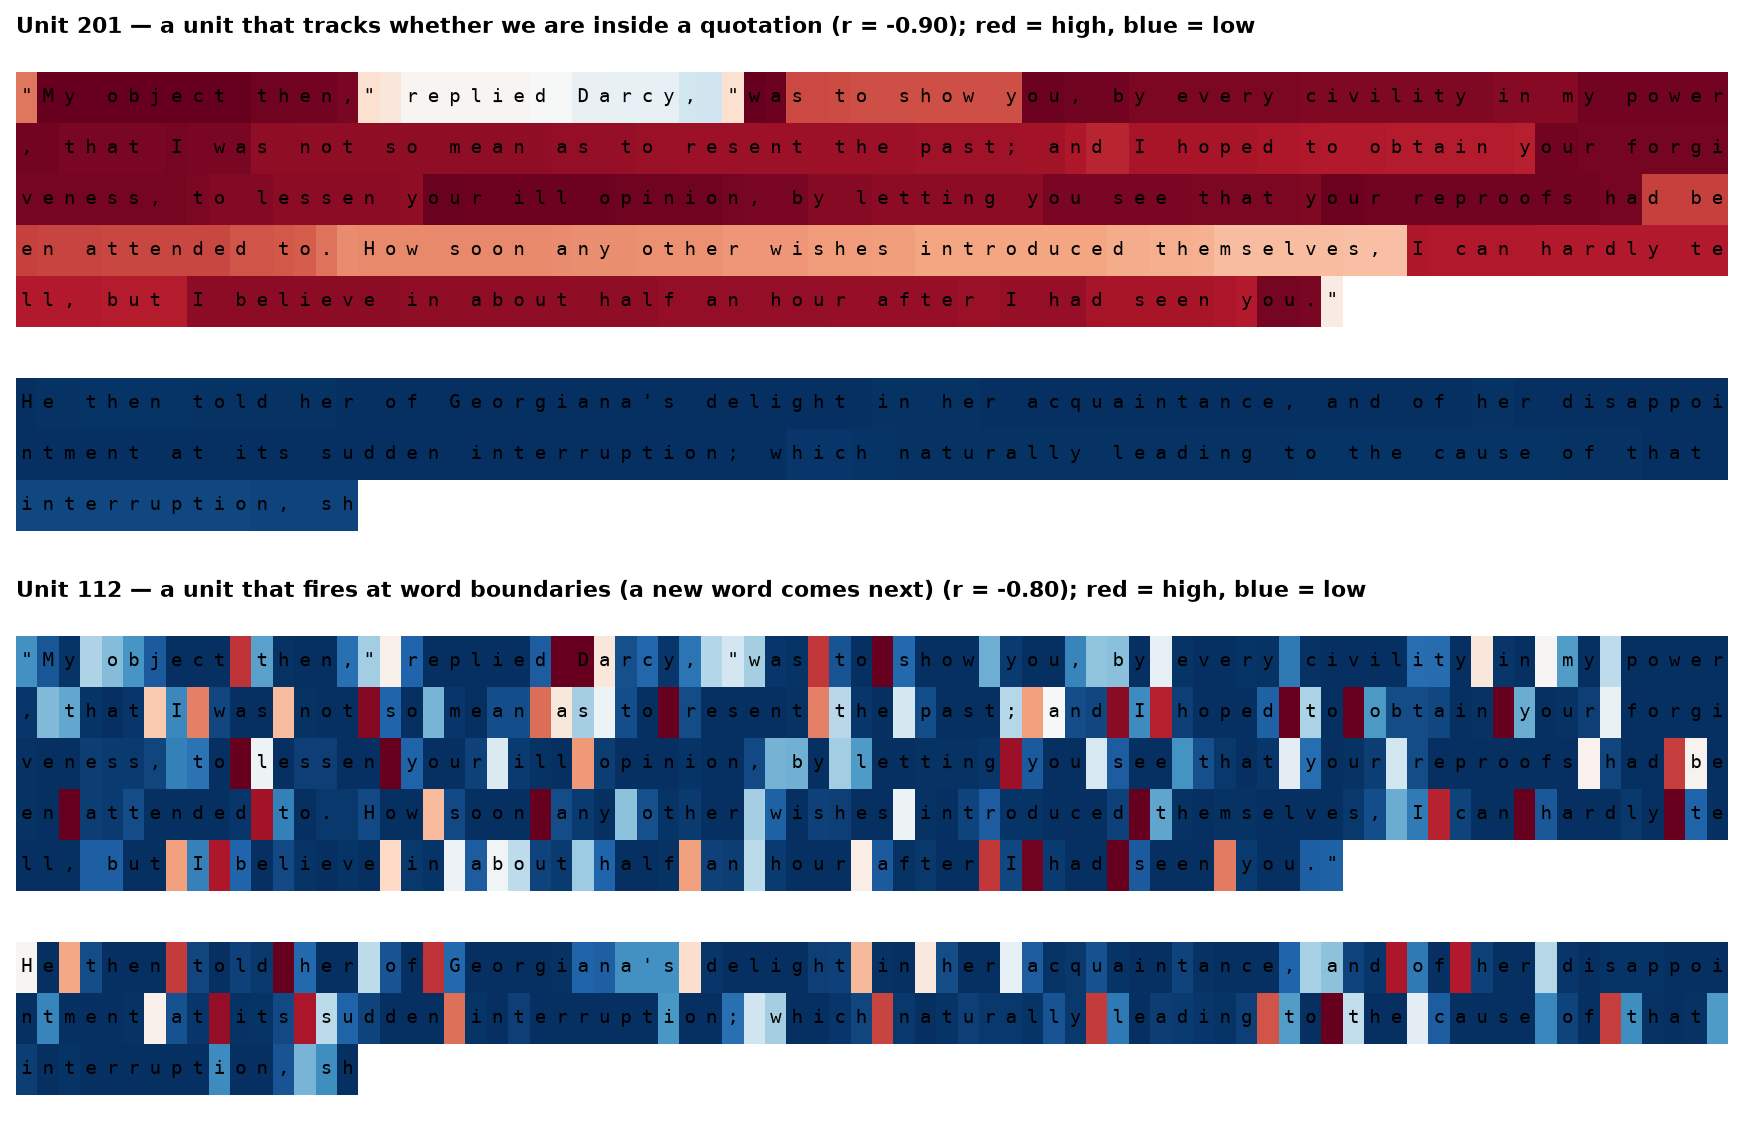 Unit 201 — a unit that tracks whether we are inside a quotation (r = -0.90); red = high, blue = low
"My object then," replied Darcy, "was to show you, by every civility in my power
, that I was not so mean as to resent the past; and I hoped to obtain your forgi
veness, to lessen your ill opinion, by letting you see that your reproofs had be
en attended to. How soon any other wishes introduced themselves, I can hardly te
ll, but I believe in about half an hour after I had seen you."
He then told her of Georgiana's delight in her acquaintance, and of her disappoi
ntment at its sudden interruption; which naturally leading to the cause of that
interruption, sh
Unit 112 — a unit that fires at word boundaries (a new word comes next) (r = -0.80); red = high, blue = low
"My object then," replied Darcy, "was to show you, by every civility in my power
, that I was not so mean as to resent the past; and I hoped to obtain your forgi
veness, to lessen your ill opinion, by letting you see that your reproofs had be
en attended to. How soon any other wishes introduced themselves, I can hardly te
ll, but I believe in about half an hour after I had seen you."
He then told her of Georgiana's delight in her acquaintance, and of her disappoi
ntment at its sudden interruption; which naturally leading to the cause of that
interruption, sh